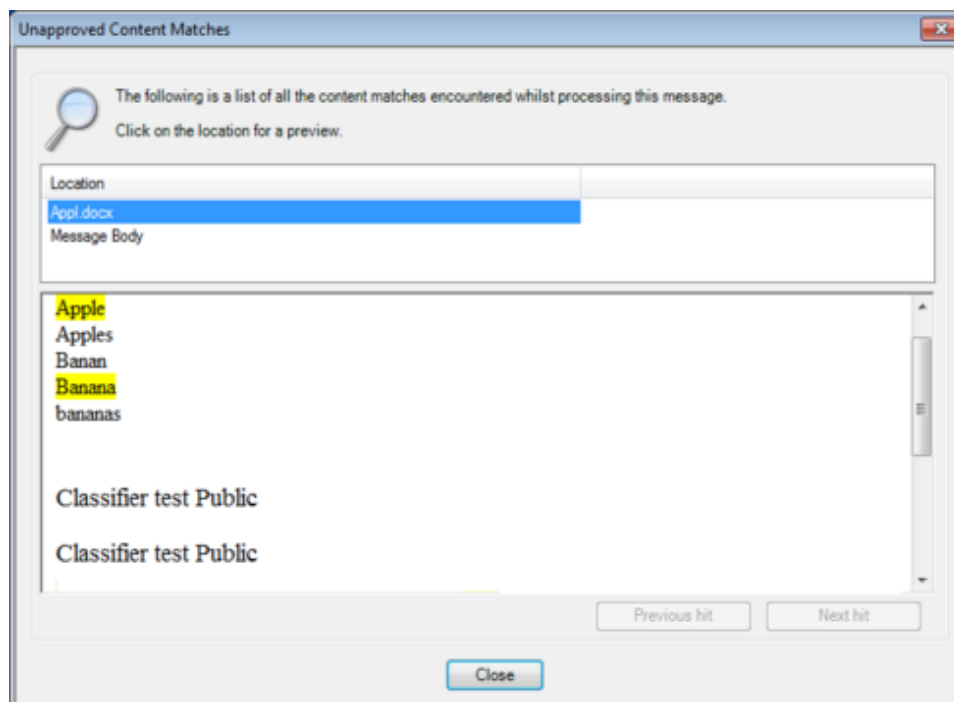 Unapproved Content Matches
The following is a list of all the content matches encountered whilst processing this message.
Click on the location for a preview.
Location
Appl.docx
Message Body
Apple
Apples
Banan
Banana
bananas
Classifier test Public
Classifier test Public
Previous hit
Next hit
Close